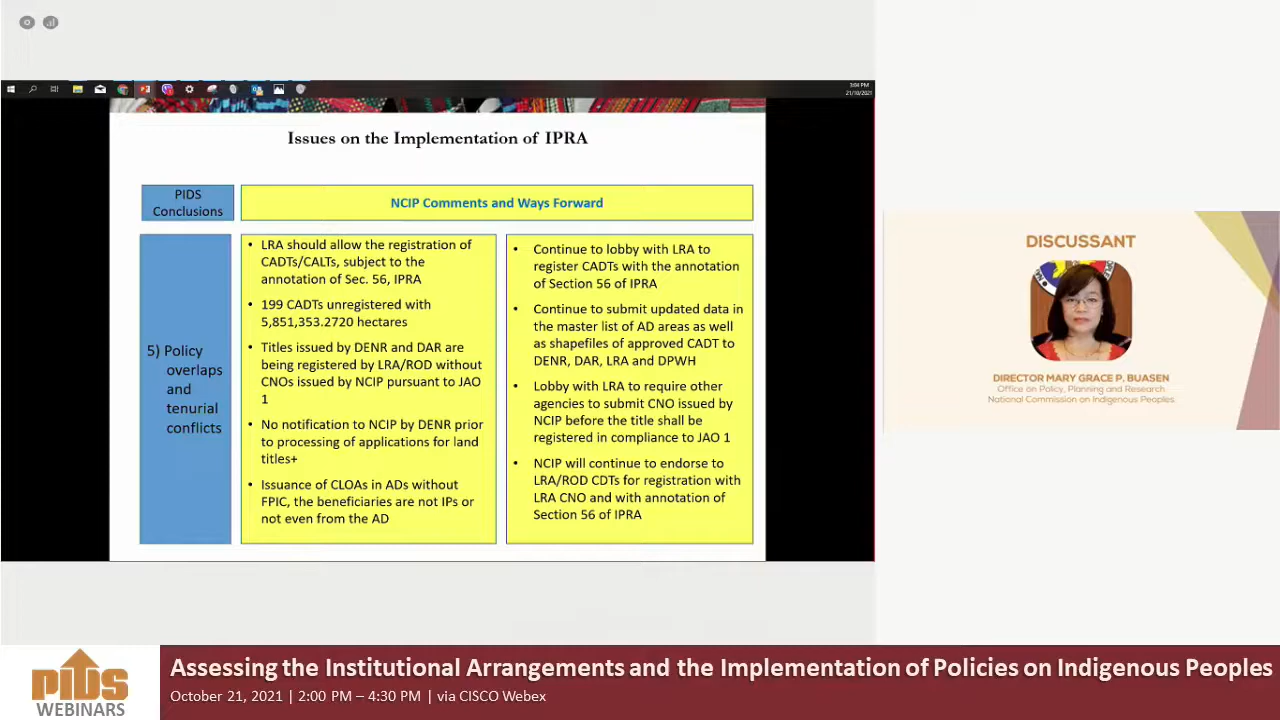 3:04 PM
21/10/2021
Issues on the Implementation of IPRA
PIDS
Conclusions
NCIP Comments and Ways Forward
5) Policy
overlaps
and
tenurial
conflicts
• LRA should allow the registration of
CADTs/CALTs, subject to the
annotation of Sec. 56, IPRA
• 199 CADTs unregistered with
5,851,353.2720 hectares
• Titles issued by DENR and DAR are
being registered by LRA/ROD without
CNOs issued by NCIP pursuant to JAO
1
• No notification to NCIP by DENR prior
to processing of applications for land
titles+
• Issuance of CLOAs in ADs without
FPIC, the beneficiaries are not IPs or
not even from the AD
• Continue to lobby with LRA to
register CADTs with the annotation
of Section 56 of IPRA
• Continue to submit updated data in
the master list of AD areas as well
as shapefiles of approved CADT to
DENR, DAR, LRA and DPWH
• Lobby with LRA to require other
agencies to submit CNO issued by
NCIP before the title shall be
registered in compliance to JAO 1
• NCIP will continue to endorse to
LRA/ROD CDTs for registration with
LRA CNO and with annotation of
Section 56 of IPRA
DISCUSSANT
DIRECTOR MARY GRACE P. BUASEN
Office on Policy, Planning and Research
National Commission on Indigenous Peoples
PIDS
WEBINARS
Assessing the Institutional Arrangements and the Implementation of Policies on Indigenous Peoples
October 21, 2021 | 2:00 PM – 4:30 PM | via CISCO Webex